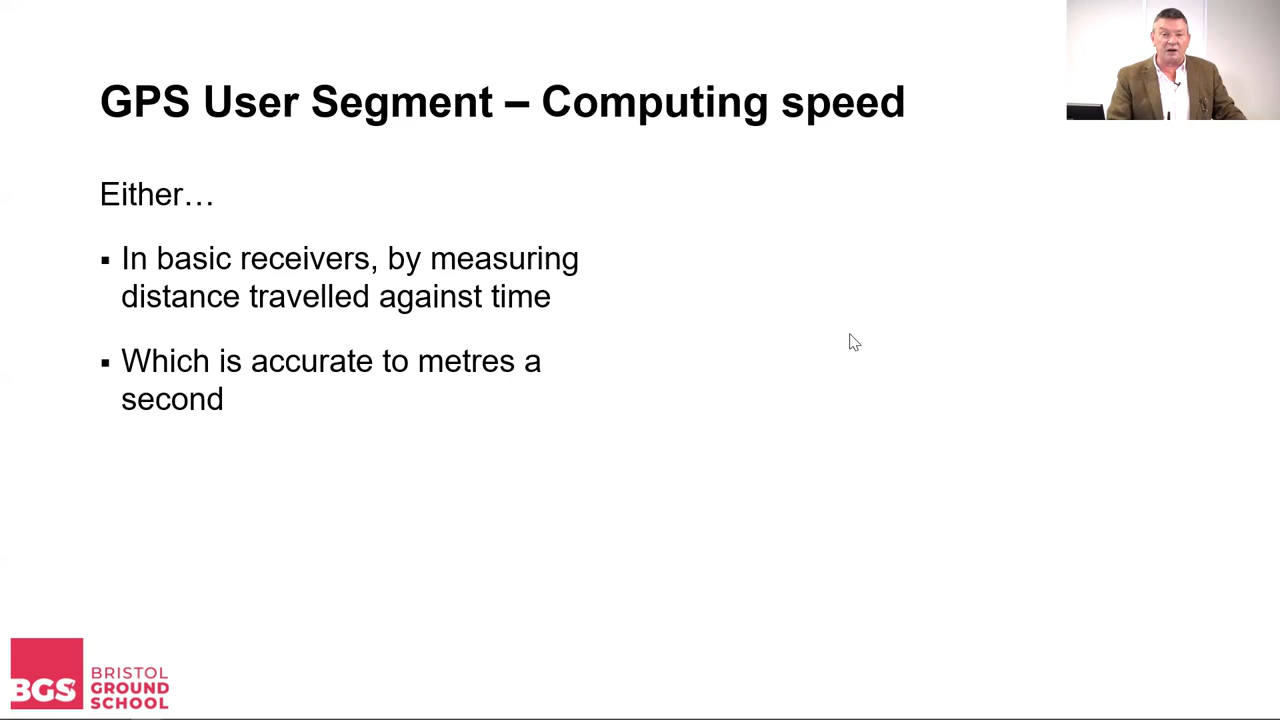 GPS User Segment – Computing speed
Either…
▪ In basic receivers, by measuring
distance travelled against time
▪ Which is accurate to metres a
second
BGS
BRISTOL
GROUND
SCHOOL